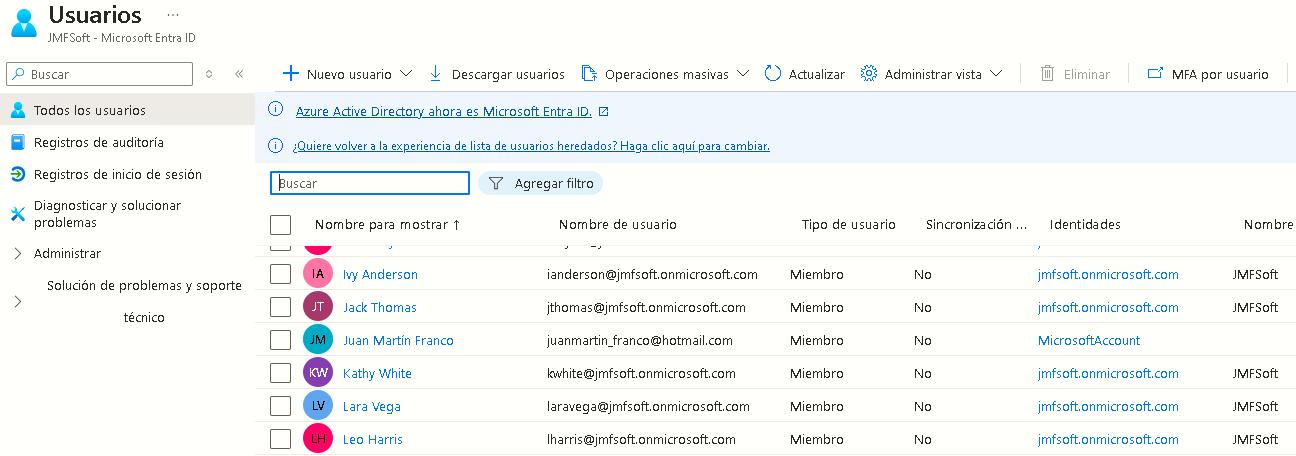 Usuarios ...
JMFSoft - Microsoft Entra ID
Buscar
Nuevo usuario Descargar usuarios Operaciones masivas Actualizar Administrar vista Eliminar MFA por usuario
Todos los usuarios
Registros de auditoría
Registros de inicio de sesión
Diagnosticar y solucionar
problemas
Administrar
Solución de problemas y soporte
técnico
Azure Active Directory ahora es Microsoft Entra ID.
¿Quiere volver a la experiencia de lista de usuarios heredados? Haga clic aquí para cambiar.
Buscar Agregar filtro
Nombre para mostrar ↑ Nombre de usuario Tipo de usuario Sincronización ... Identidades Nombre
IA Ivy Anderson ianderson@jmfsoft.onmicrosoft.com Miembro No jmfsoft.onmicrosoft.com JMFSoft
JT Jack Thomas jthomas@jmfsoft.onmicrosoft.com Miembro No jmfsoft.onmicrosoft.com JMFSoft
JM Juan Martín Franco juanmartin_franco@hotmail.com Miembro No MicrosoftAccount
KW Kathy White kwhite@jmfsoft.onmicrosoft.com Miembro No jmfsoft.onmicrosoft.com JMFSoft
LV Lara Vega laravega@jmfsoft.onmicrosoft.com Miembro No jmfsoft.onmicrosoft.com JMFSoft
LH Leo Harris lharris@jmfsoft.onmicrosoft.com Miembro No jmfsoft.onmicrosoft.com JMFSoft